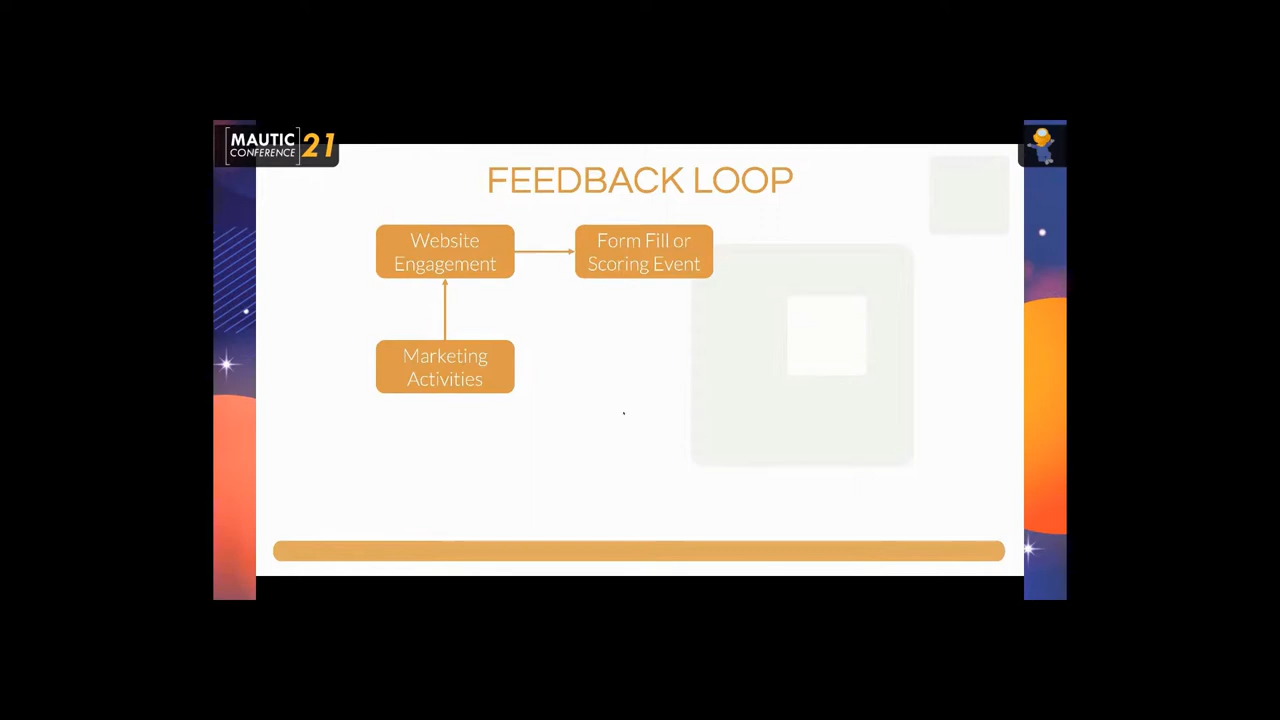 MAUTIC
CONFERENCE
21
FEEDBACK LOOP
Website
Engagement
Form Fill or
Scoring Event
Marketing
Activities